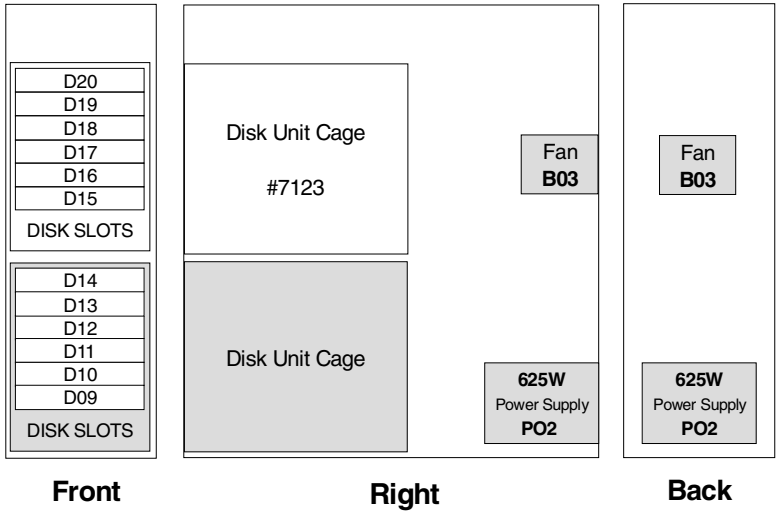 D20
D19
D18
D17
D16
D15
DISK SLOTS
D14
D13
D12
D11
D10
D09
DISK SLOTS
Front
Disk Unit Cage
#7123
Disk Unit Cage
Fan
B03
625W
Power Supply
PO2
Right
Fan
B03
625W
Power Supply
PO2
Back